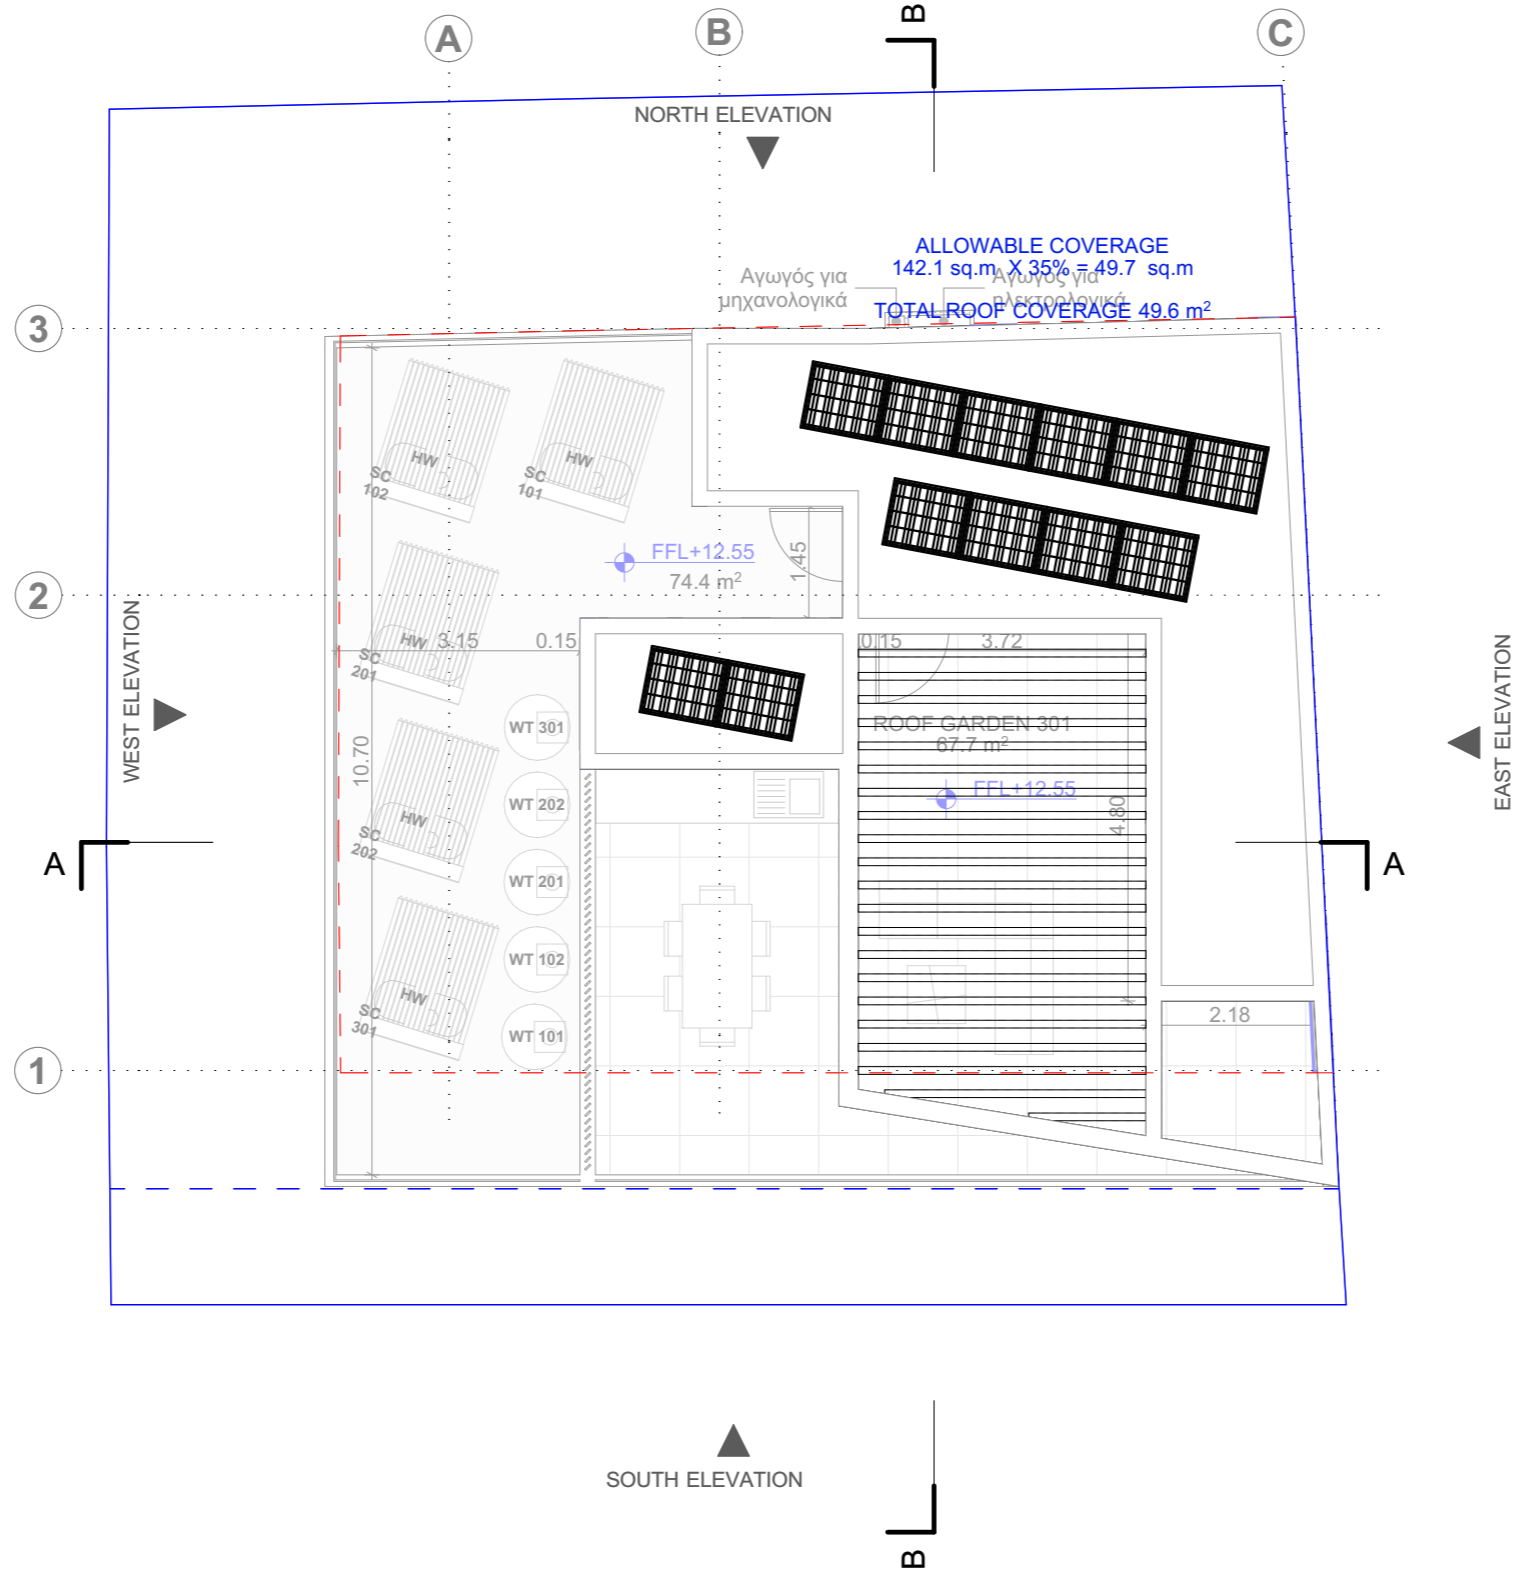 A
B
B
C
NORTH ELEVATION
ALLOWABLE COVERAGE
142.1 sq.m X 35% = 49.7 sq.m
Αγωγός για
μηχανολογικά
Αγωγός για
ηλεκτρολογικά
TOTAL ROOF COVERAGE 49.6 m²
3
HW
SC
102
HW
SC
101
FFL+12.55
74.4 m²
1.45
2
HW
SC
201
3.15
0.15
0.15
3.72
WEST ELEVATION
EAST ELEVATION
WT 301
ROOF GARDEN 301
67.7 m²
10.70
FFL+12.55
4.80
WT 202
HW
SC
202
A
A
WT 201
WT 102
HW
SC
301
WT 101
2.18
1
SOUTH ELEVATION
B